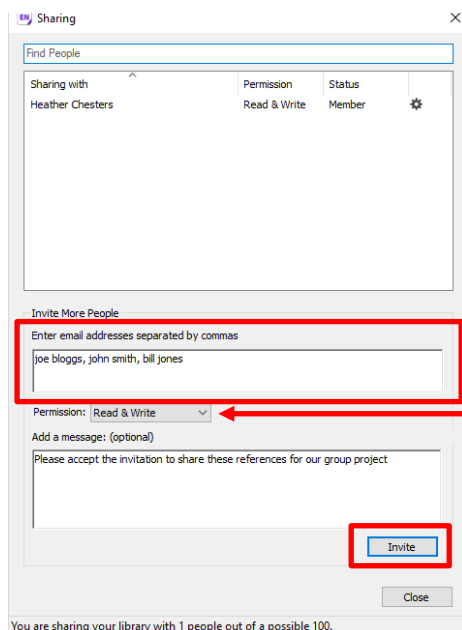 EN Sharing
Find People
Sharing with Permission Status
Heather Chesters Read & Write Member
Invite More People
Enter email addresses separated by commas
joe bloggs, john smith, bill jones
Permission: Read & Write
Add a message: (optional)
Please accept the invitation to share these references for our group project
Invite
Close
You are sharing your library with 1 people out of a possible 100.